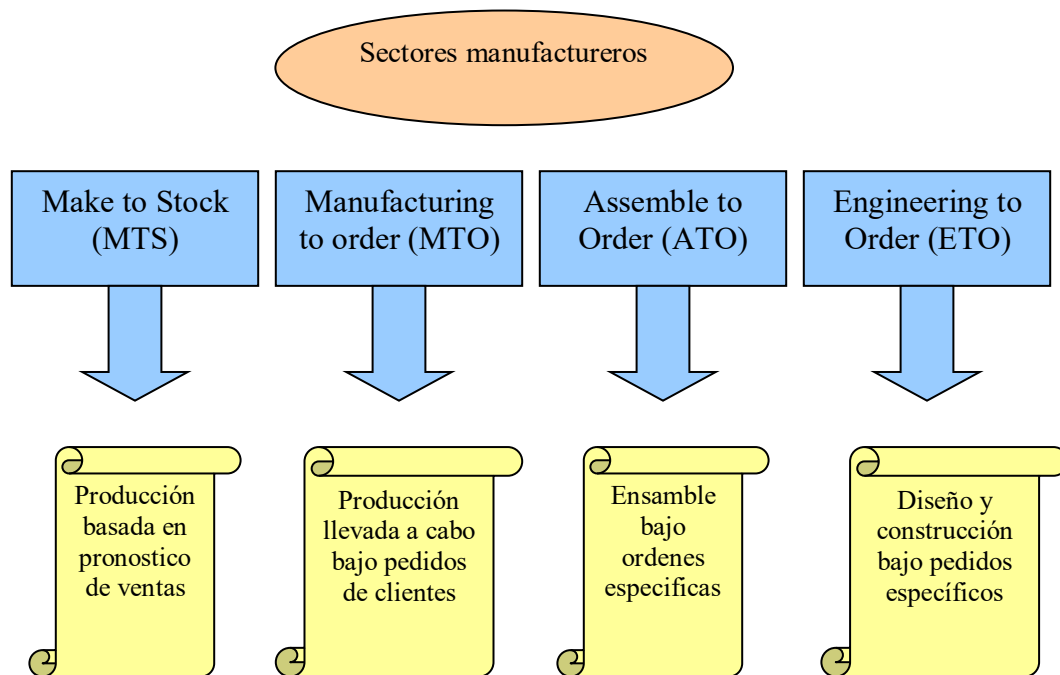 Sectores manufactureros
Make to Stock
(MTS)
Manufacturing
to order (MTO)
Assemble to
Order (ATO)
Engineering to
Order (ETO)
Producción
basada en
pronostico
de ventas
Producción
llevada a cabo
bajo pedidos
de clientes
Ensamble
bajo
ordenes
especificas
Diseño y
construcción
bajo pedidos
específicos